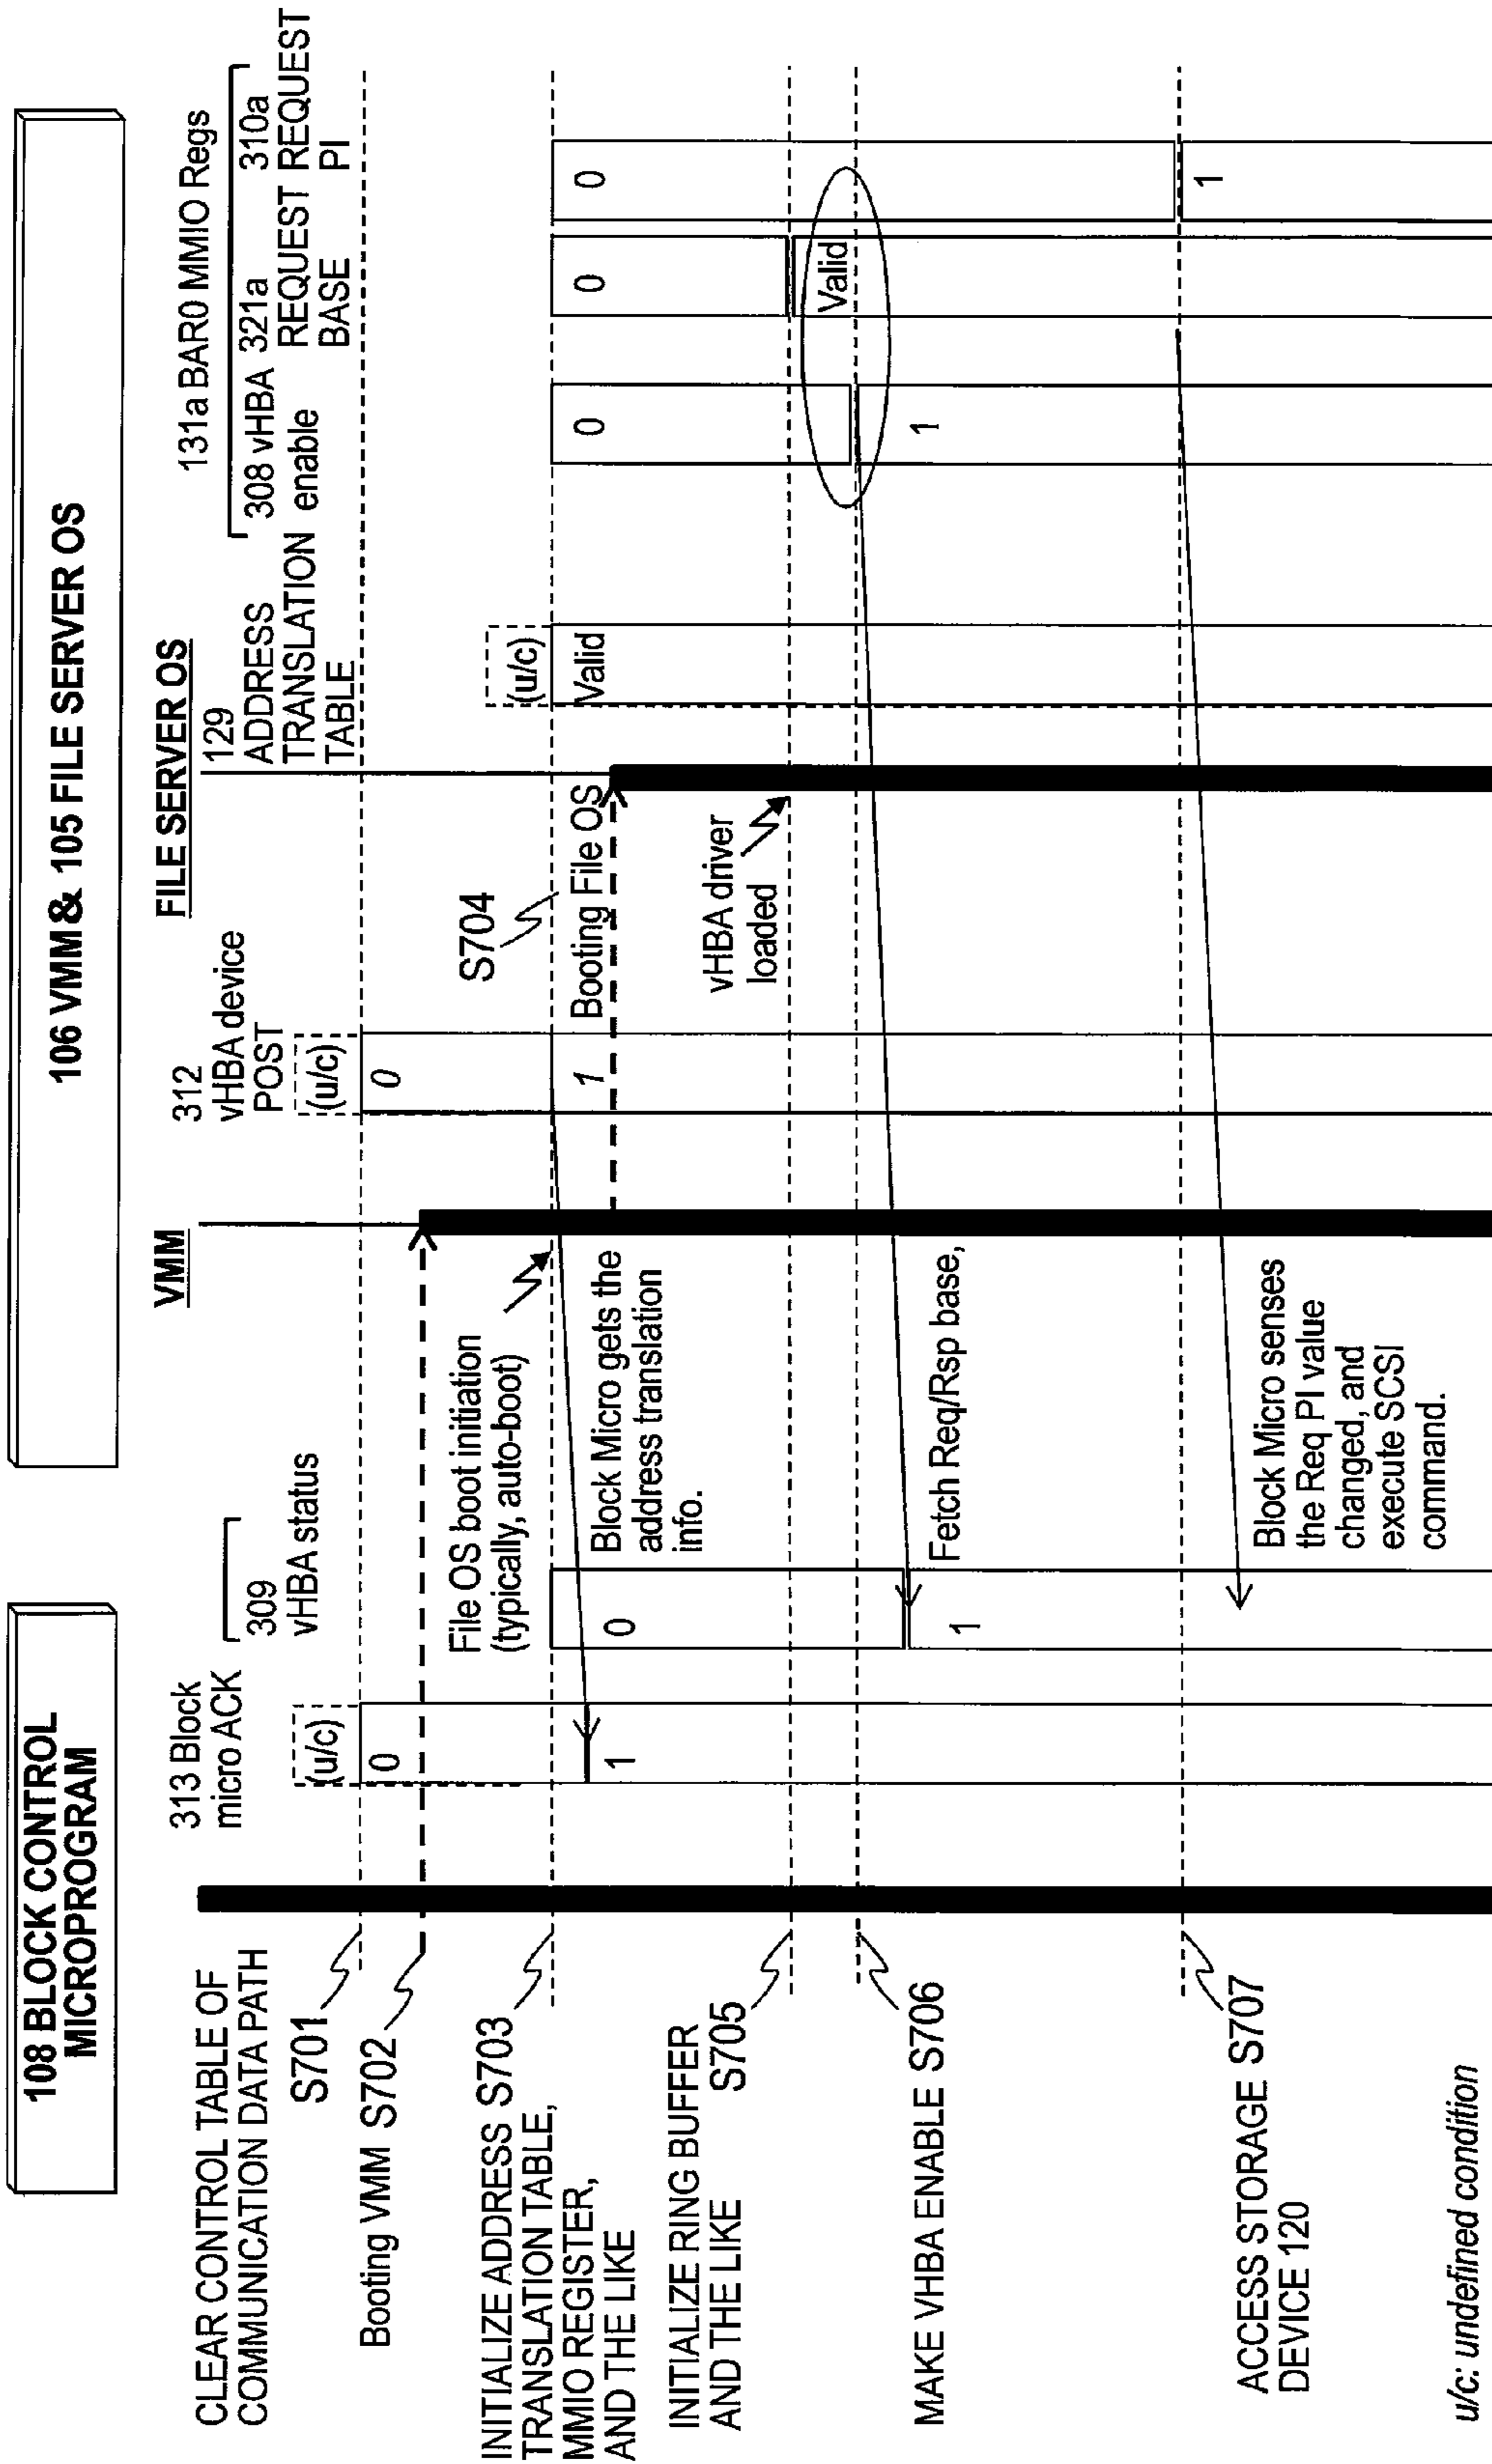 108 BLOCK CONTROL
MICROPROGRAM
106 VMM & 105 FILE SERVER OS
313 Block
micro ACK
309
vHBA status
VMM
312
vHBA device
POST
FILE SERVER OS
129
ADDRESS
TRANSLATION
TABLE
131a BAR0 MMIO Regs
308 vHBA
enable
321a
REQUEST
BASE
310a
REQUEST
PI
CLEAR CONTROL TABLE OF
COMMUNICATION DATA PATH
S701
(u/c)
0
(u/c)
0
Booting VMM S702
File OS boot initiation
(typically, auto-boot)
S704
(u/c)
INITIALIZE ADDRESS S703
TRANSLATION TABLE,
MMIO REGISTER,
AND THE LIKE
1
0
Block Micro gets the
address translation
info.
1
Booting File OS
Valid
0
0
0
INITIALIZE RING BUFFER
AND THE LIKE S705
vHBA driver
loaded
Valid
MAKE VHBA ENABLE S706
1
Fetch Req/Rsp base,
1
ACCESS STORAGE S707
DEVICE 120
Block Micro senses
the Req PI value
changed, and
execute SCSI
command.
1
u/c: undefined condition